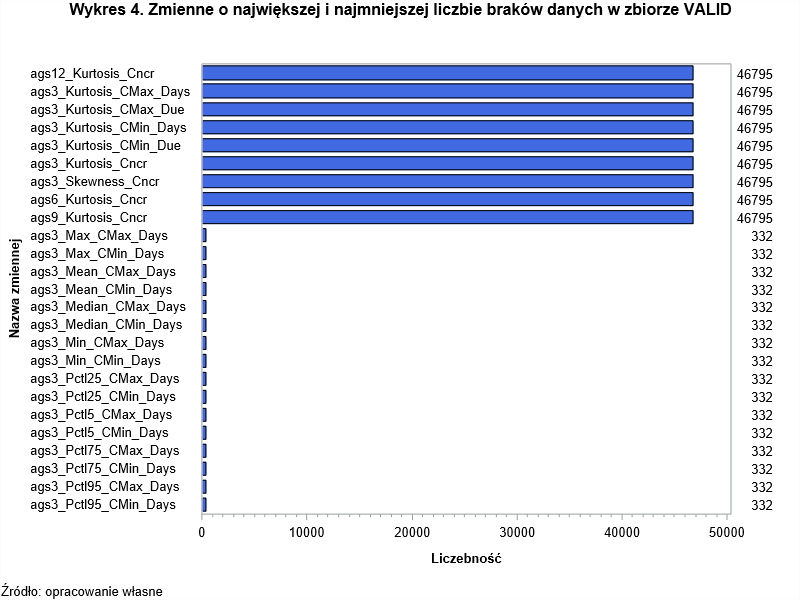 Wykres 4. Zmienne o największej i najmniejszej liczbie braków danych w zbiorze VALID
ags12_Kurtosis_Cncr 46795
ags3_Kurtosis_CMax_Days 46795
ags3_Kurtosis_CMax_Due 46795
ags3_Kurtosis_CMin_Days 46795
ags3_Kurtosis_CMin_Due 46795
ags3_Kurtosis_Cncr 46795
ags3_Skewness_Cncr 46795
ags6_Kurtosis_Cncr 46795
ags9_Kurtosis_Cncr 46795
ags3_Max_CMax_Days 332
ags3_Max_CMin_Days 332
ags3_Mean_CMax_Days 332
ags3_Mean_CMin_Days 332
ags3_Median_CMax_Days 332
ags3_Median_CMin_Days 332
ags3_Min_CMax_Days 332
ags3_Min_CMin_Days 332
ags3_Pctl25_CMax_Days 332
ags3_Pctl25_CMin_Days 332
ags3_Pctl5_CMax_Days 332
ags3_Pctl5_CMin_Days 332
ags3_Pctl75_CMax_Days 332
ags3_Pctl75_CMin_Days 332
ags3_Pctl95_CMax_Days 332
ags3_Pctl95_CMin_Days 332
Nazwa zmiennej
0 10000 20000 30000 40000 50000
Liczebność
Źródło: opracowanie własne